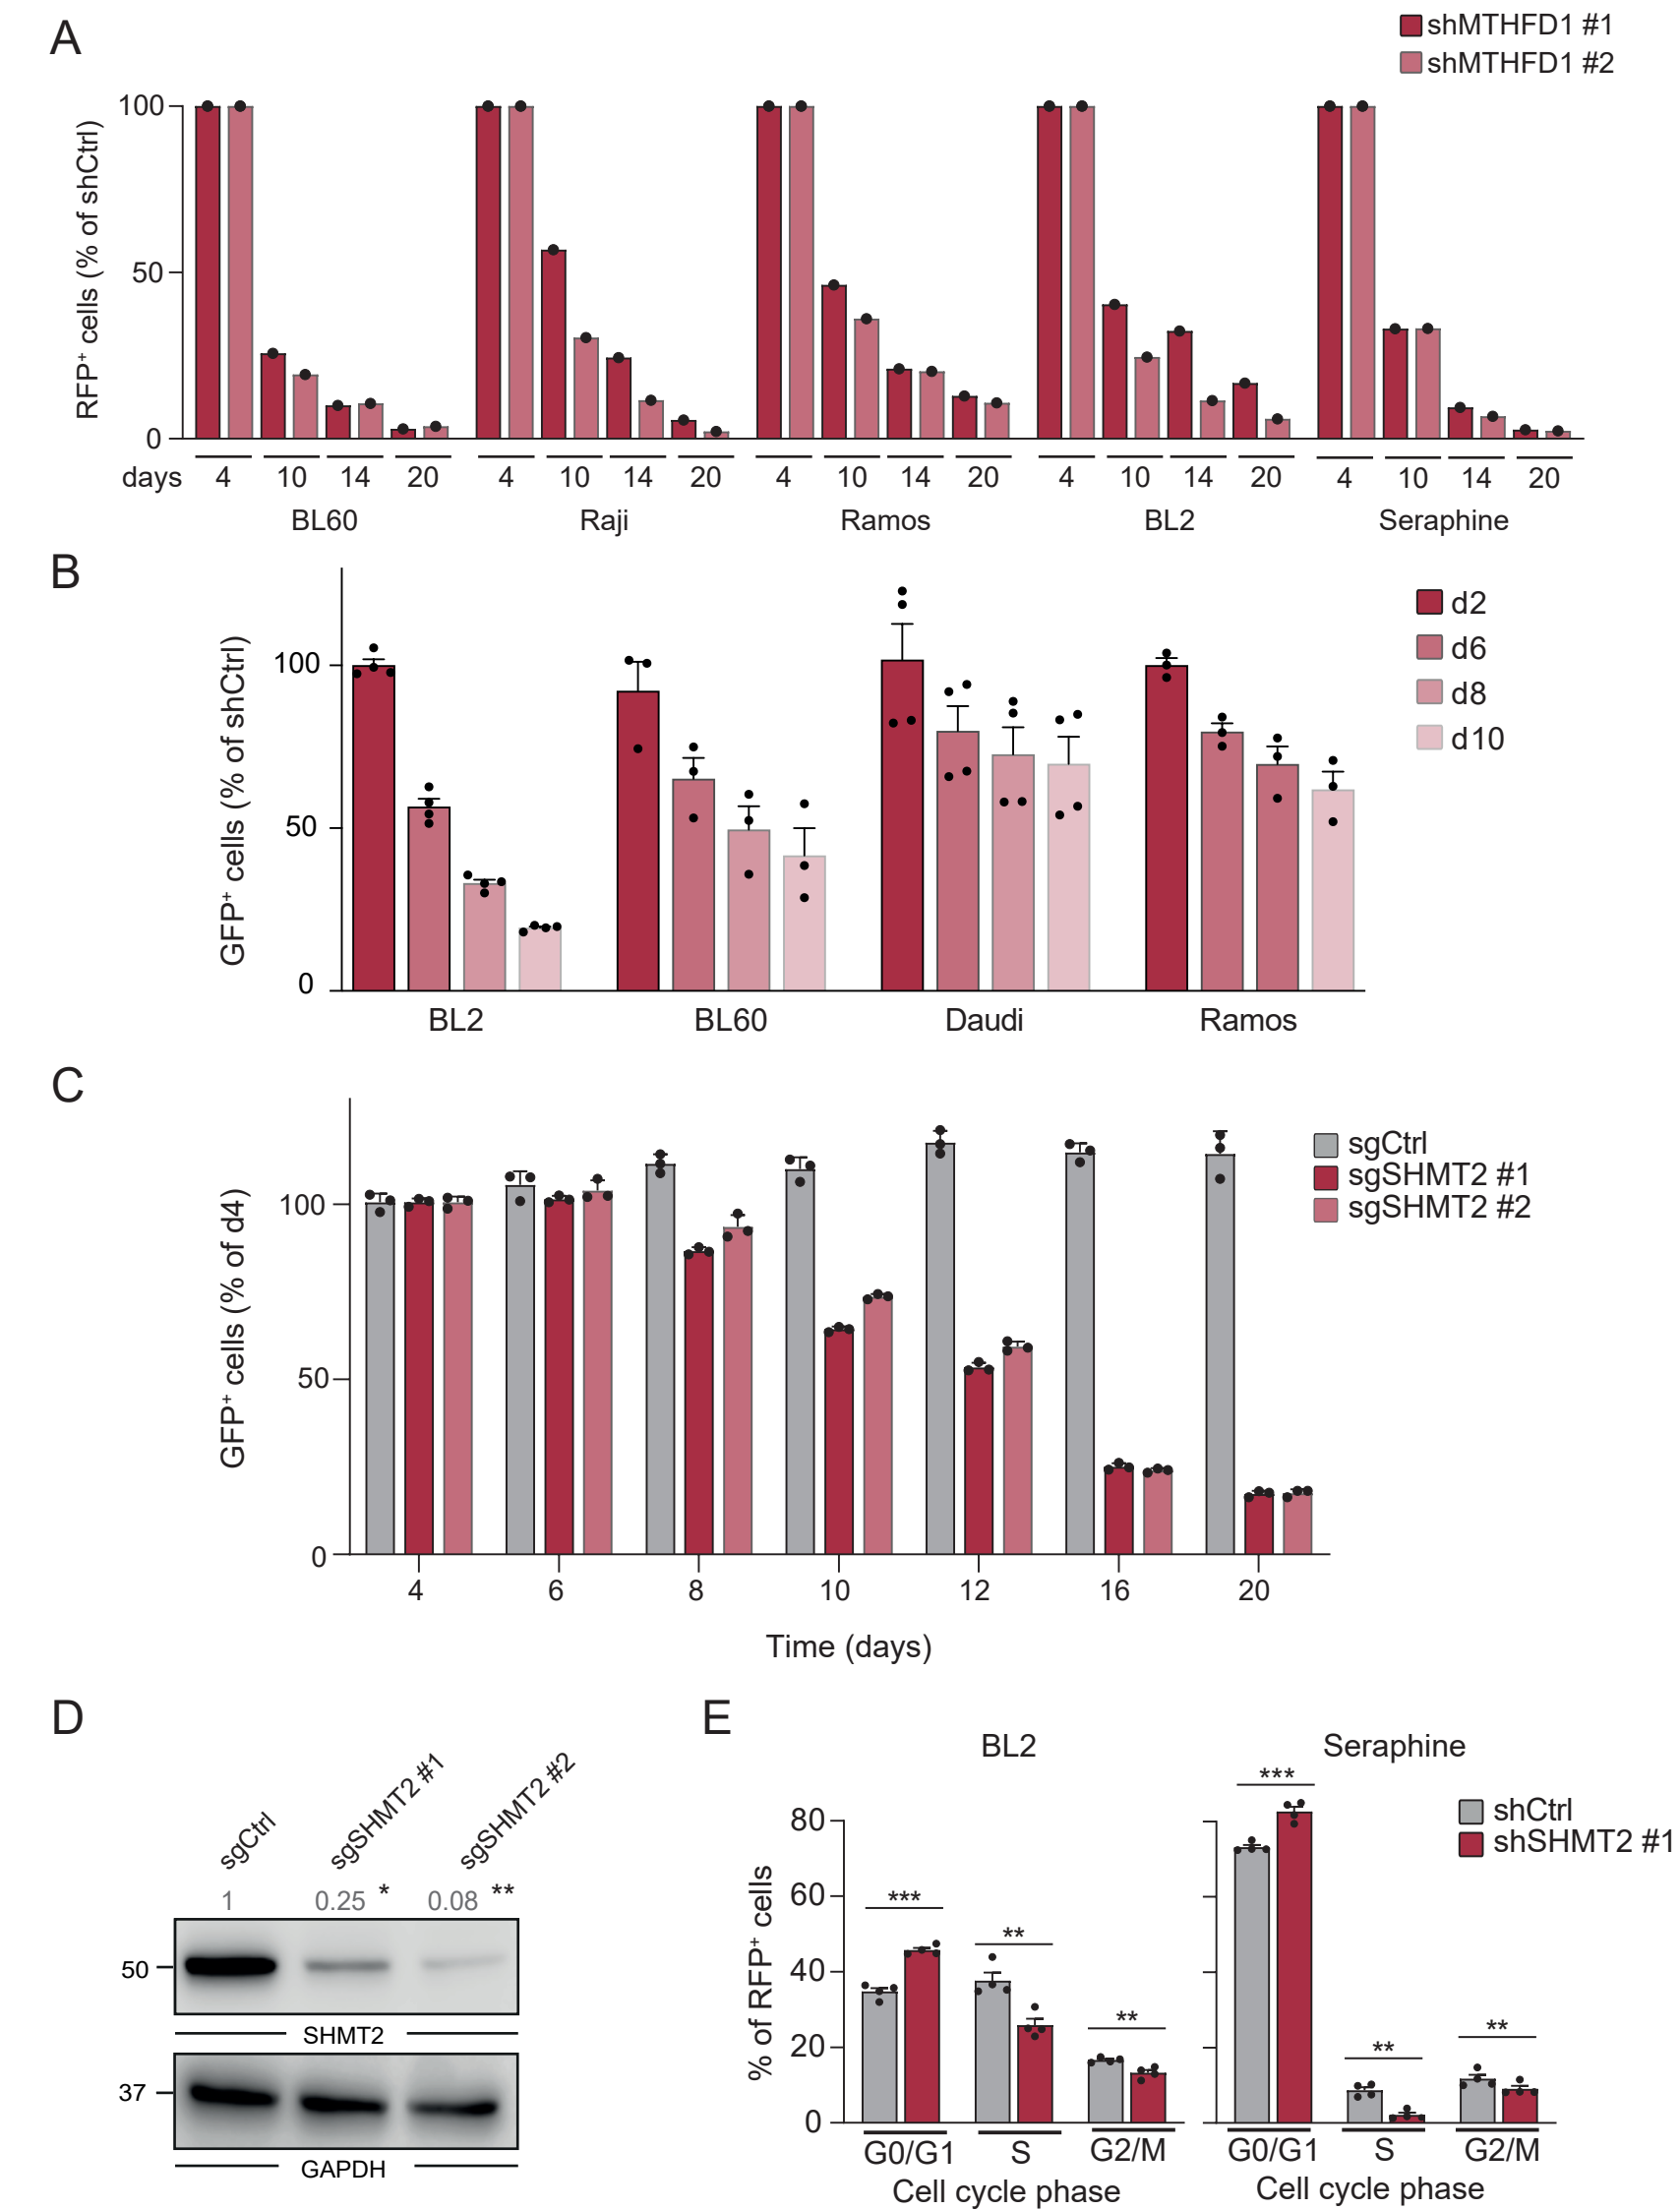 A
shMTHFD1 #1
shMTHFD1 #2
RFP+ cells (% of shCtrl)
100
50
0
days 4 10 14 20 4 10 14 20 4 10 14 20 4 10 14 20 4 10 14 20
BL60 Raji Ramos BL2 Seraphine
B
GFP+ cells (% of shCtrl)
100
50
0
d2
d6
d8
d10
BL2 BL60 Daudi Ramos
C
GFP+ cells (% of d4)
100
50
0
sgCtrl
sgSHMT2 #1
sgSHMT2 #2
4 6 8 10 12 16 20
Time (days)
D
sgCtrl
sgSHMT2 #1
sgSHMT2 #2
1 0.25 * 0.08 **
50
SHMT2
37
GAPDH
E
BL2 Seraphine
shCtrl
shSHMT2 #1
% of RFP+ cells
80
60
40
20
0
*** ** **
*** ** **
G0/G1 S G2/M G0/G1 S G2/M
Cell cycle phase Cell cycle phase